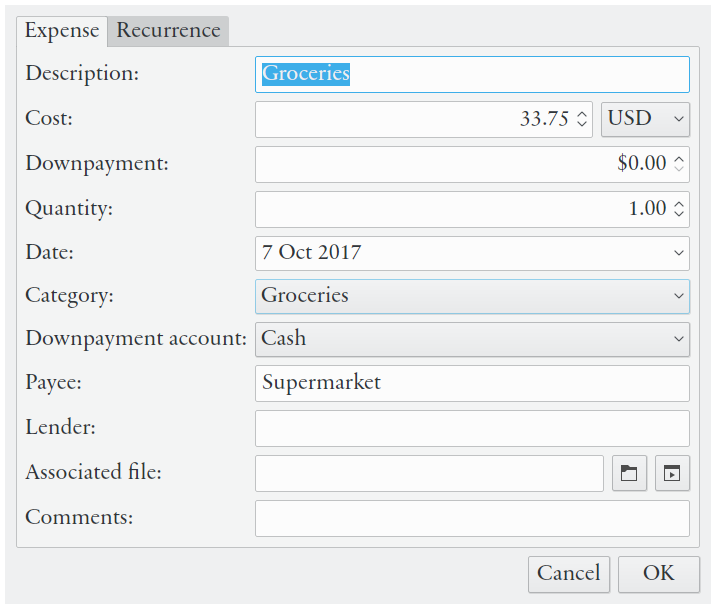 Expense Recurrence
Description: Groceries
Cost: 33.75 USD
Downpayment: $0.00
Quantity: 1.00
Date: 7 Oct 2017
Category: Groceries
Downpayment account: Cash
Payee: Supermarket
Lender:
Associated file:
Comments:
Cancel OK